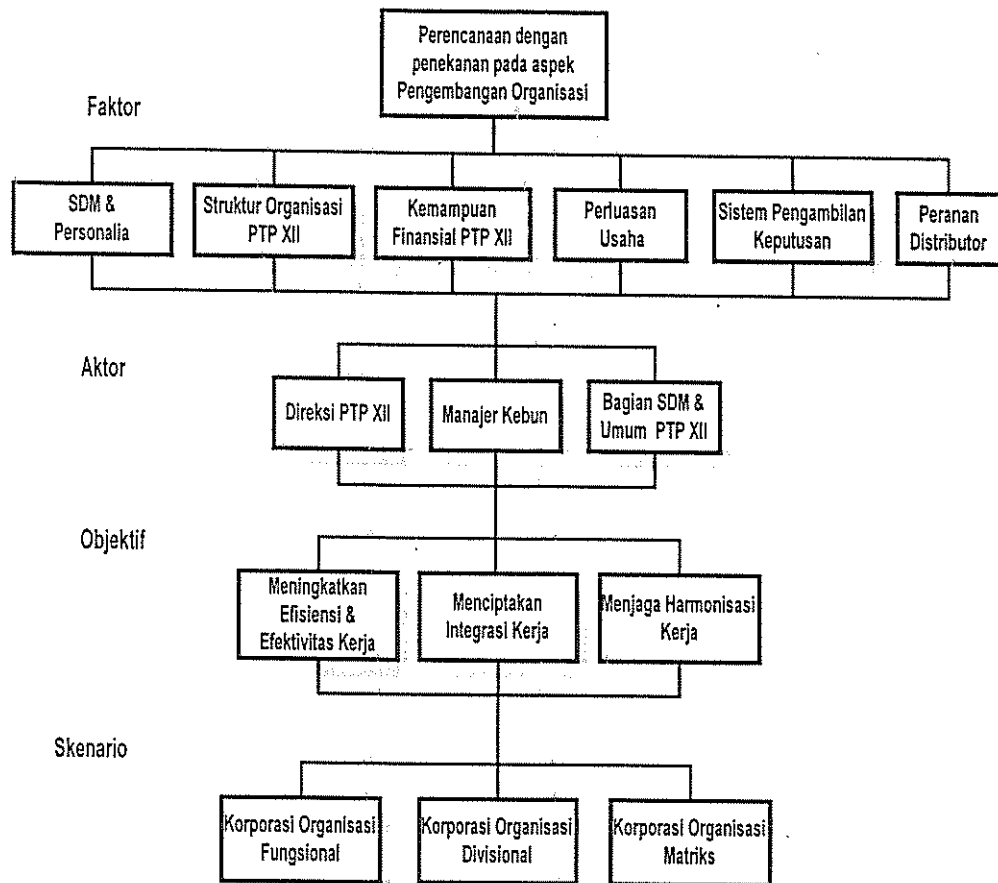 Perencanaan dengan
penekanan pada aspek
Pengembangan Organisasi
Faktor
SDM &
Personalia
Struktur Organisasi
PTP XII
Kemampuan
Finansial PTP XII
Perluasan
Usaha
Sistem Pengambilan
Keputusan
Peranan
Distributor
Aktor
Direksi PTP XII
Manajer Kebun
Bagian SDM &
Umum PTP XII
Objektif
Meningkatkan
Efisiensi &
Efektivitas Kerja
Menciptakan
Integrasi Kerja
Menjaga Harmonisasi
Kerja
Skenario
Korporasi Organisasi
Fungsional
Korporasi Organisasi
Divisional
Korporasi Organisasi
Matriks